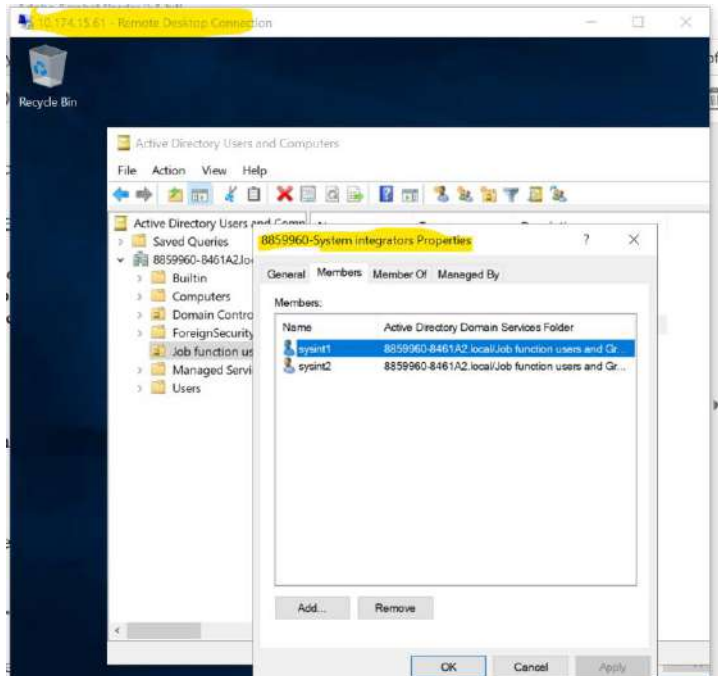 10.174.15.61 - Remote Desktop Connection
Recycle Bin
Active Directory Users and Computers
File Action View Help
Active Directory Users and Comp
Saved Queries
8859960-8461A2.lo
Builtin
Computers
Domain Contro
ForeignSecurity
Job function us
Managed Servi
Users
8859960-System integrators Properties
? 
General Members Member Of Managed By
Members:
Name Active Directory Domain Services Folder
sysint1 8859960-8461A2.local/Job function users and Gr...
sysint2 8859960-8461A2.local/Job function users and Gr...
Add... Remove
OK Cancel Apply